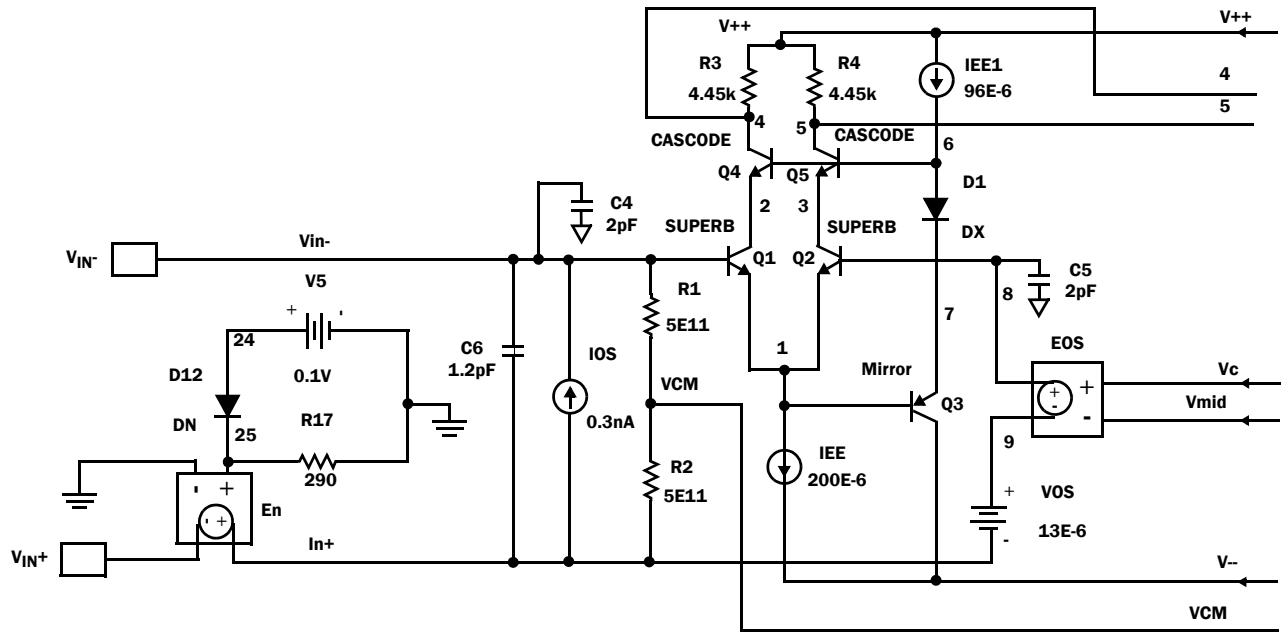 V++
V++
R3
4.45k
R4
4.45k
IEE1
96E-6
4
5
4
5
CASCODE
CASCODE
6
Q4
Q5
D1
DX
2
3
C4
2pF
SUPERB
SUPERB
VIN-
Vin-
Q1
Q2
C5
2pF
8
V5
+ -
24
0.1V
R1
5E11
7
C6
1.2pF
IOS
0.3nA
1
EOS
VCM
Mirror
Q3
+
-
+
-
Vc
Vmid
D12
DN
R17
290
25
9
R2
5E11
IEE
200E-6
+
VOS
13E-6
-
- +
- +
En
VIN+
In+
V--
VCM